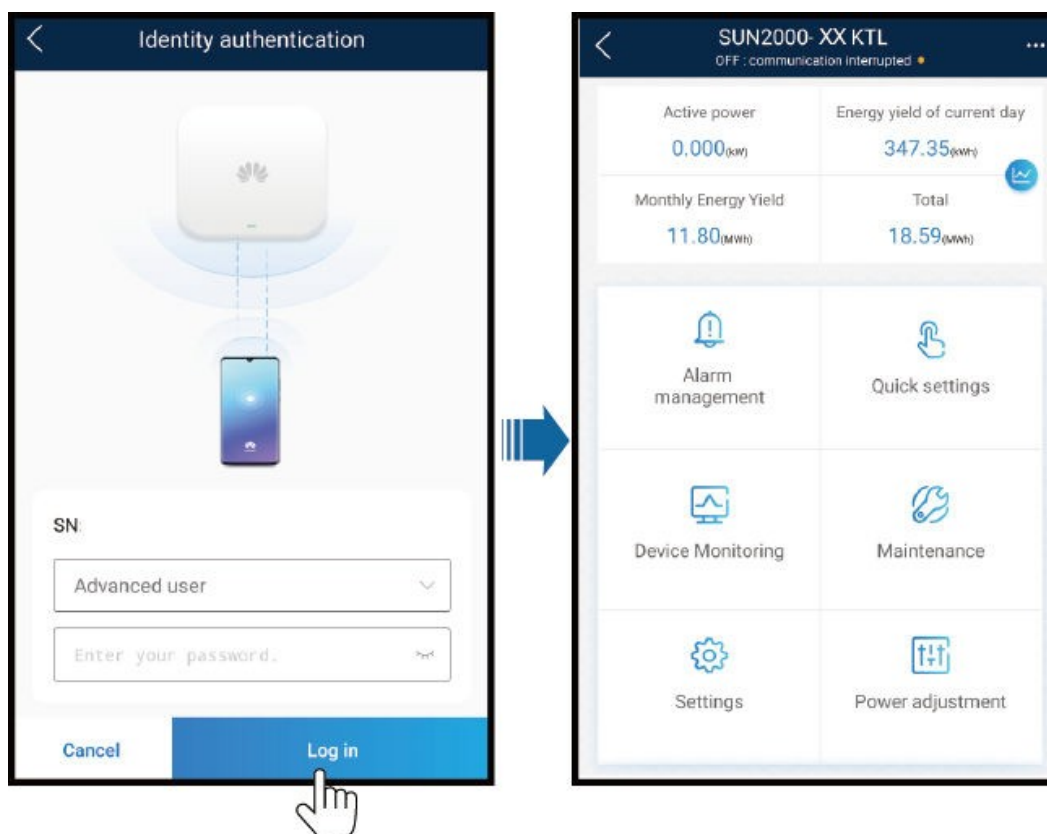 Identity authentication
SN:
Advanced user
Enter your password.
Cancel
Log in
SUN2000- XX KTL
OFF : communication interrupted
Active power
0.000(kW)
Energy yield of current day
347.35(kWh)
Monthly Energy Yield
11.80(MWh)
Total
18.59(MWh)
Alarm
management
Quick settings
Device Monitoring
Maintenance
Settings
Power adjustment